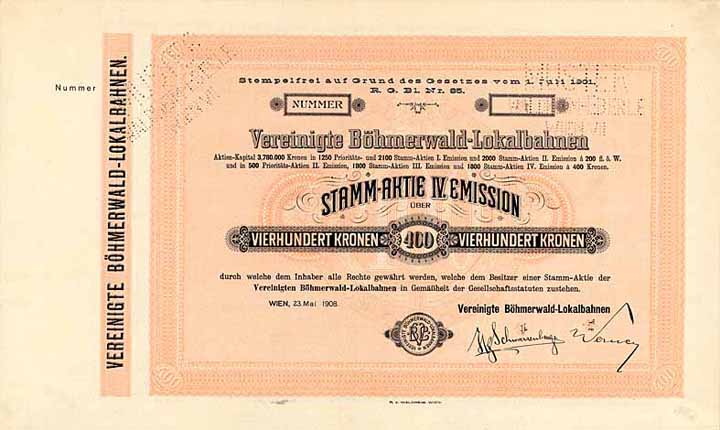 Nummer
VEREINIGTE BÖHMERWALD-LOKALBAHNEN.
Stempelfrei auf Grund des Gesetzes vom 1. Juli 1901.
R. G. Bl. Nr. 85.
NUMMER
Vereinigte Böhmerwald-Lokalbahnen
Aktien-Kapital 3,780.000 Kronen in 1250 Prioritäts- und 2100 Stamm-Aktien I. Emission und 2000 Stamm-Aktien II. Emission à 200 fl. ö. W.
und in 500 Prioritäts-Aktien II. Emission, 1800 Stamm-Aktien III. Emission und 1800 Stamm-Aktien IV. Emission à 400 Kronen.
STAMM-AKTIE IV. EMISSION
ÜBER
VIERHUNDERT KRONEN 400 VIERHUNDERT KRONEN
durch welche dem Inhaber alle Rechte gewährt werden, welche dem Besitzer einer Stamm-Aktie der
Vereinigten Böhmerwald-Lokalbahnen in Gemäßheit der Gesellschaftsstatuten zustehen.
WIEN, 23. Mai 1908.
Vereinigte Böhmerwald-Lokalbahnen
VEREINIGTE BÖHMERWALD-LOKALBAHNEN
400
400